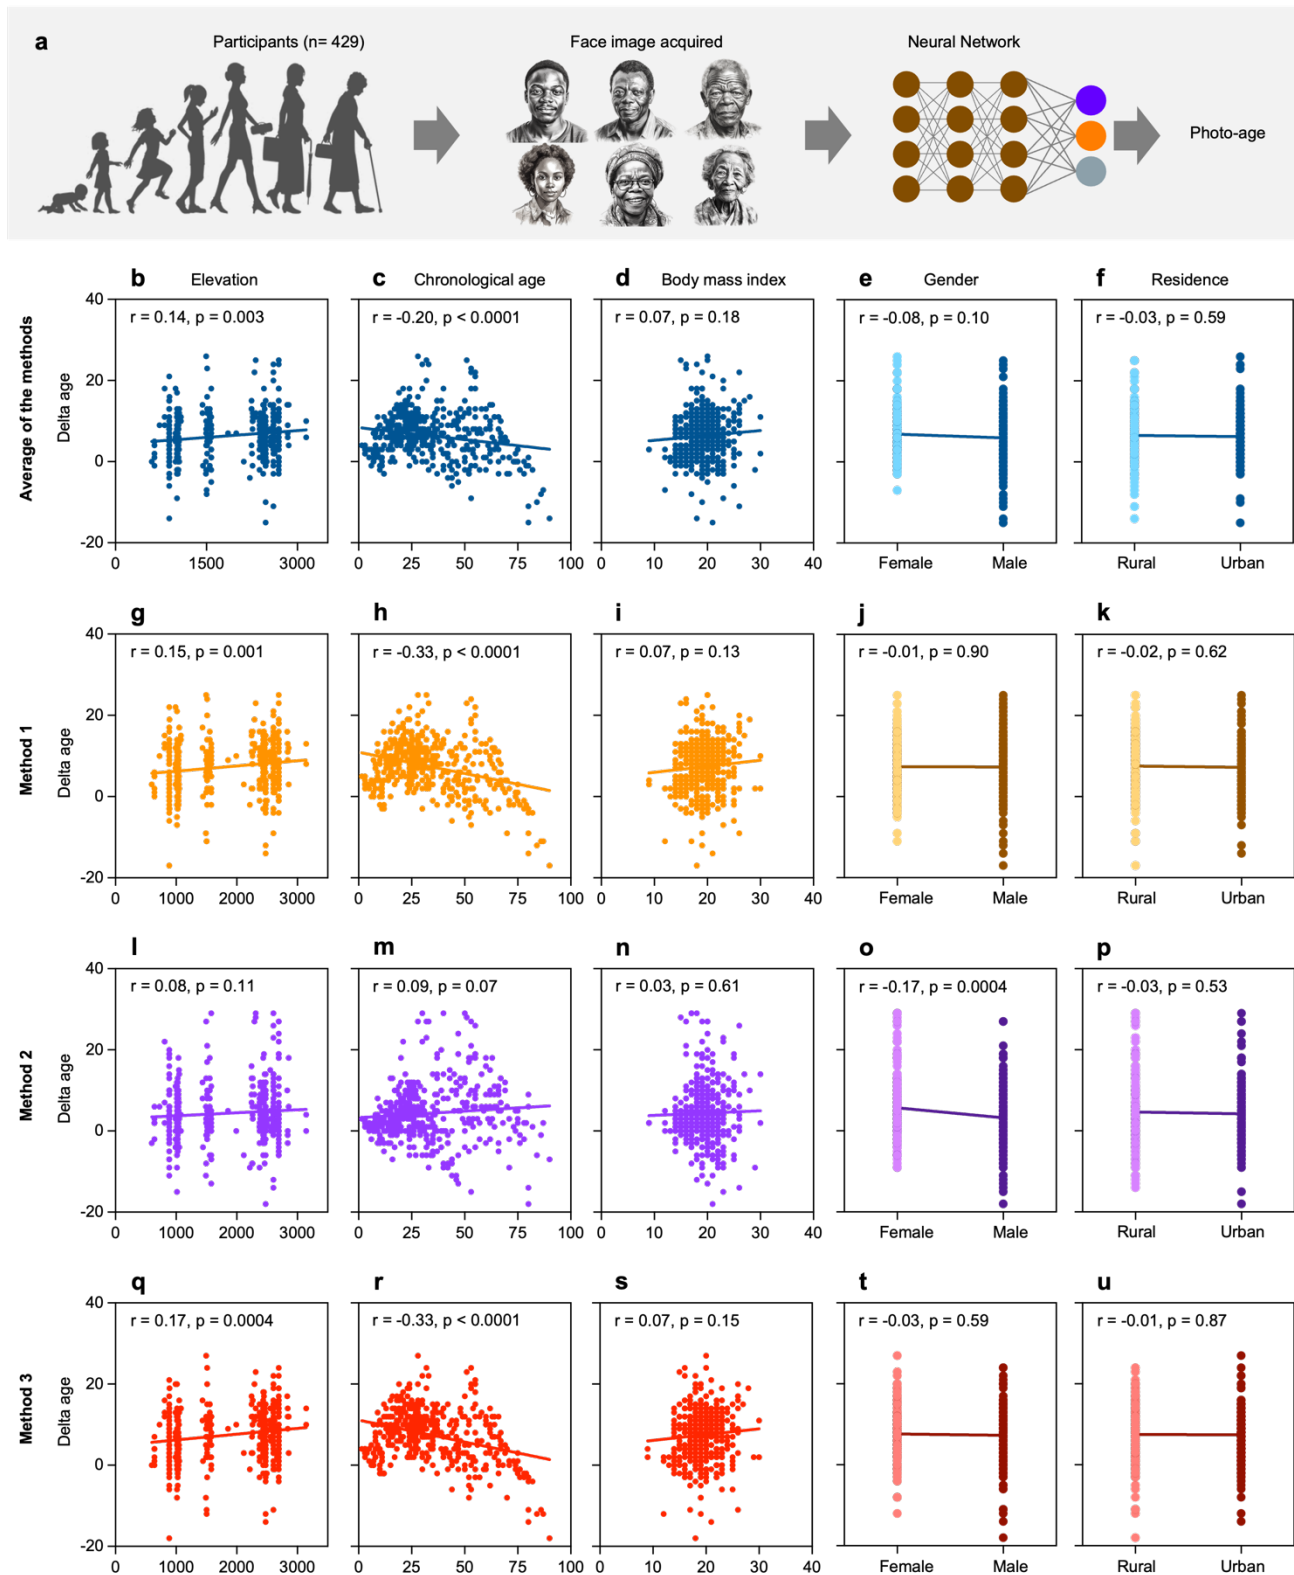 a
Participants (n= 429)
Face image acquired
Neural Network
Photo-age
b Elevation
c Chronological age
d Body mass index
e Gender
f Residence
Average of the methods
Delta age
40
20
0
-20
r = 0.14, p = 0.003
0 1500 3000
r = -0.20, p < 0.0001
0 25 50 75 100
r = 0.07, p = 0.18
0 10 20 30 40
r = -0.08, p = 0.10
Female Male
r = -0.03, p = 0.59
Rural Urban
g
h
i
j
k
Method 1
Delta age
40
20
0
-20
r = 0.15, p = 0.001
0 1000 2000 3000
r = -0.33, p < 0.0001
0 25 50 75 100
r = 0.07, p = 0.13
0 10 20 30 40
r = -0.01, p = 0.90
Female Male
r = -0.02, p = 0.62
Rural Urban
l
m
n
o
p
Method 2
Delta age
40
20
0
-20
r = 0.08, p = 0.11
0 1000 2000 3000
r = 0.09, p = 0.07
0 25 50 75 100
r = 0.03, p = 0.61
0 10 20 30 40
r = -0.17, p = 0.0004
Female Male
r = -0.03, p = 0.53
Rural Urban
q
r
s
t
u
Method 3
Delta age
40
20
0
-20
r = 0.17, p = 0.0004
0 1000 2000 3000
r = -0.33, p < 0.0001
0 25 50 75 100
r = 0.07, p = 0.15
0 10 20 30 40
r = -0.03, p = 0.59
Female Male
r = -0.01, p = 0.87
Rural Urban